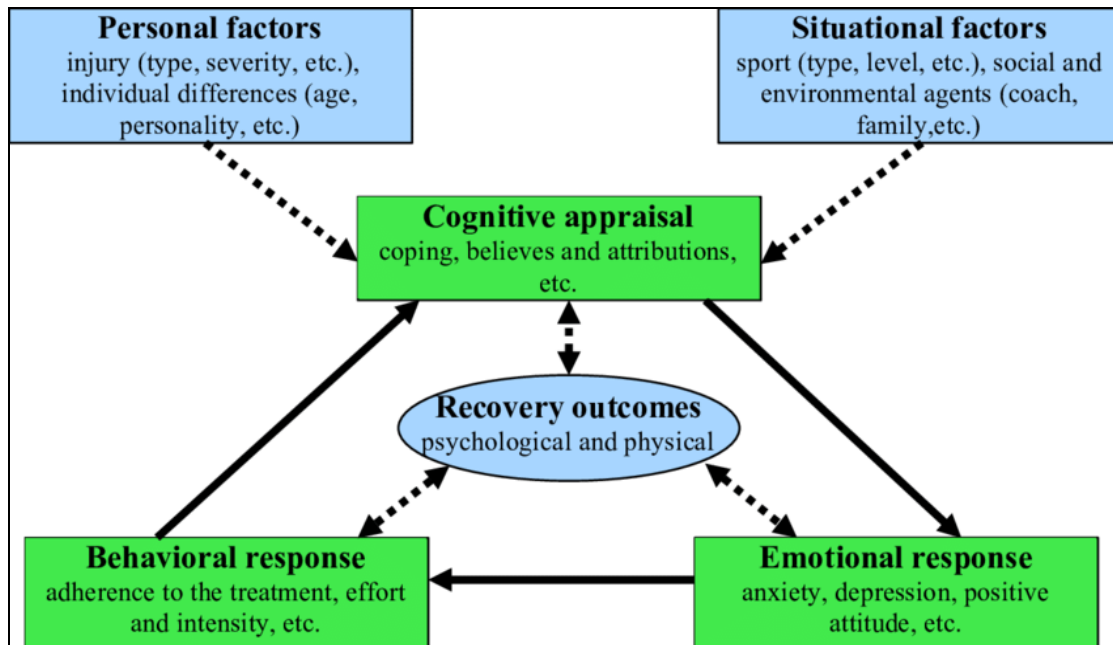 Personal factors
injury (type, severity, etc.),
individual differences (age,
personality, etc.)
Situational factors
sport (type, level, etc.), social and
environmental agents (coach,
family,etc.)
Cognitive appraisal
coping, believes and attributions,
etc.
Recovery outcomes
psychological and physical
Behavioral response
adherence to the treatment, effort
and intensity, etc.
Emotional response
anxiety, depression, positive
attitude, etc.